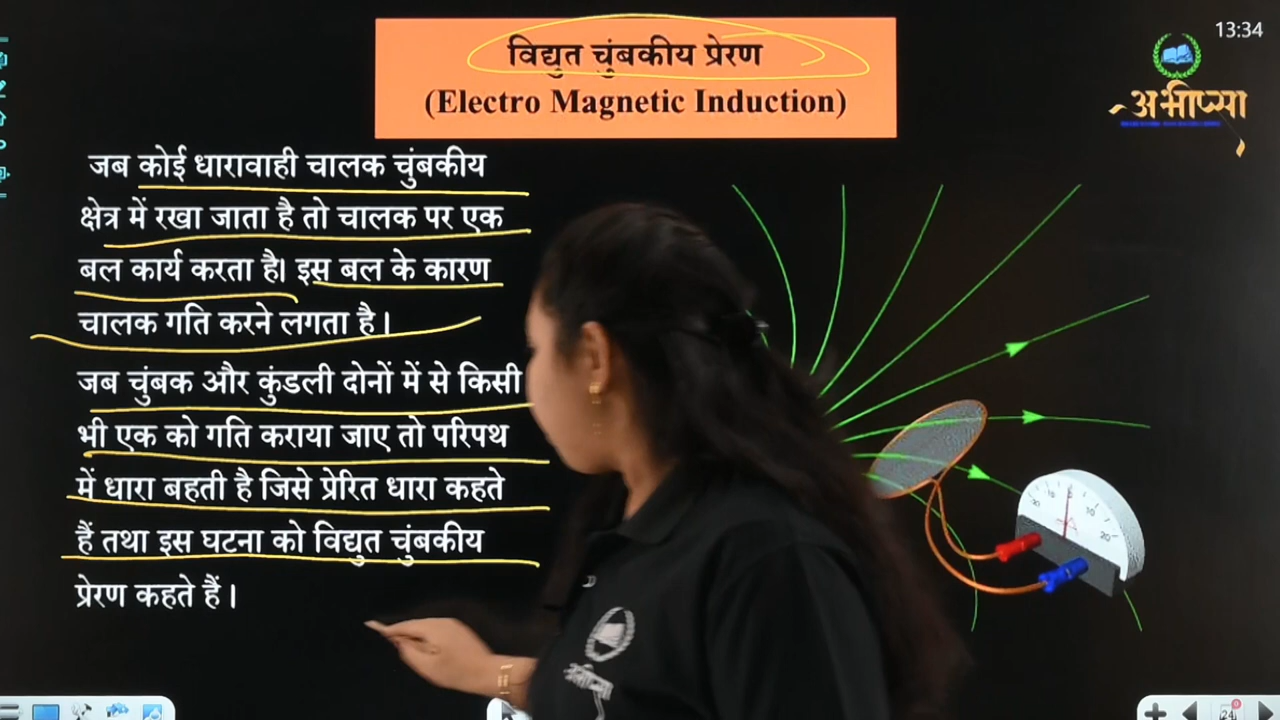 विद्युत चुंबकीय प्रेरण
(Electro Magnetic Induction)
13:34
अभीप्सा
जब कोई धारावाही चालक चुंबकीय
क्षेत्र में रखा जाता है तो चालक पर एक
बल कार्य करता है। इस बल के कारण
चालक गति करने लगता है।
जब चुंबक और कुंडली दोनों में से किसी
भी एक को गति कराया जाए तो परिपथ
में धारा बहती है जिसे प्रेरित धारा कहते
हैं तथा इस घटना को विद्युत चुंबकीय
प्रेरण कहते हैं।
अभीप्सा
24